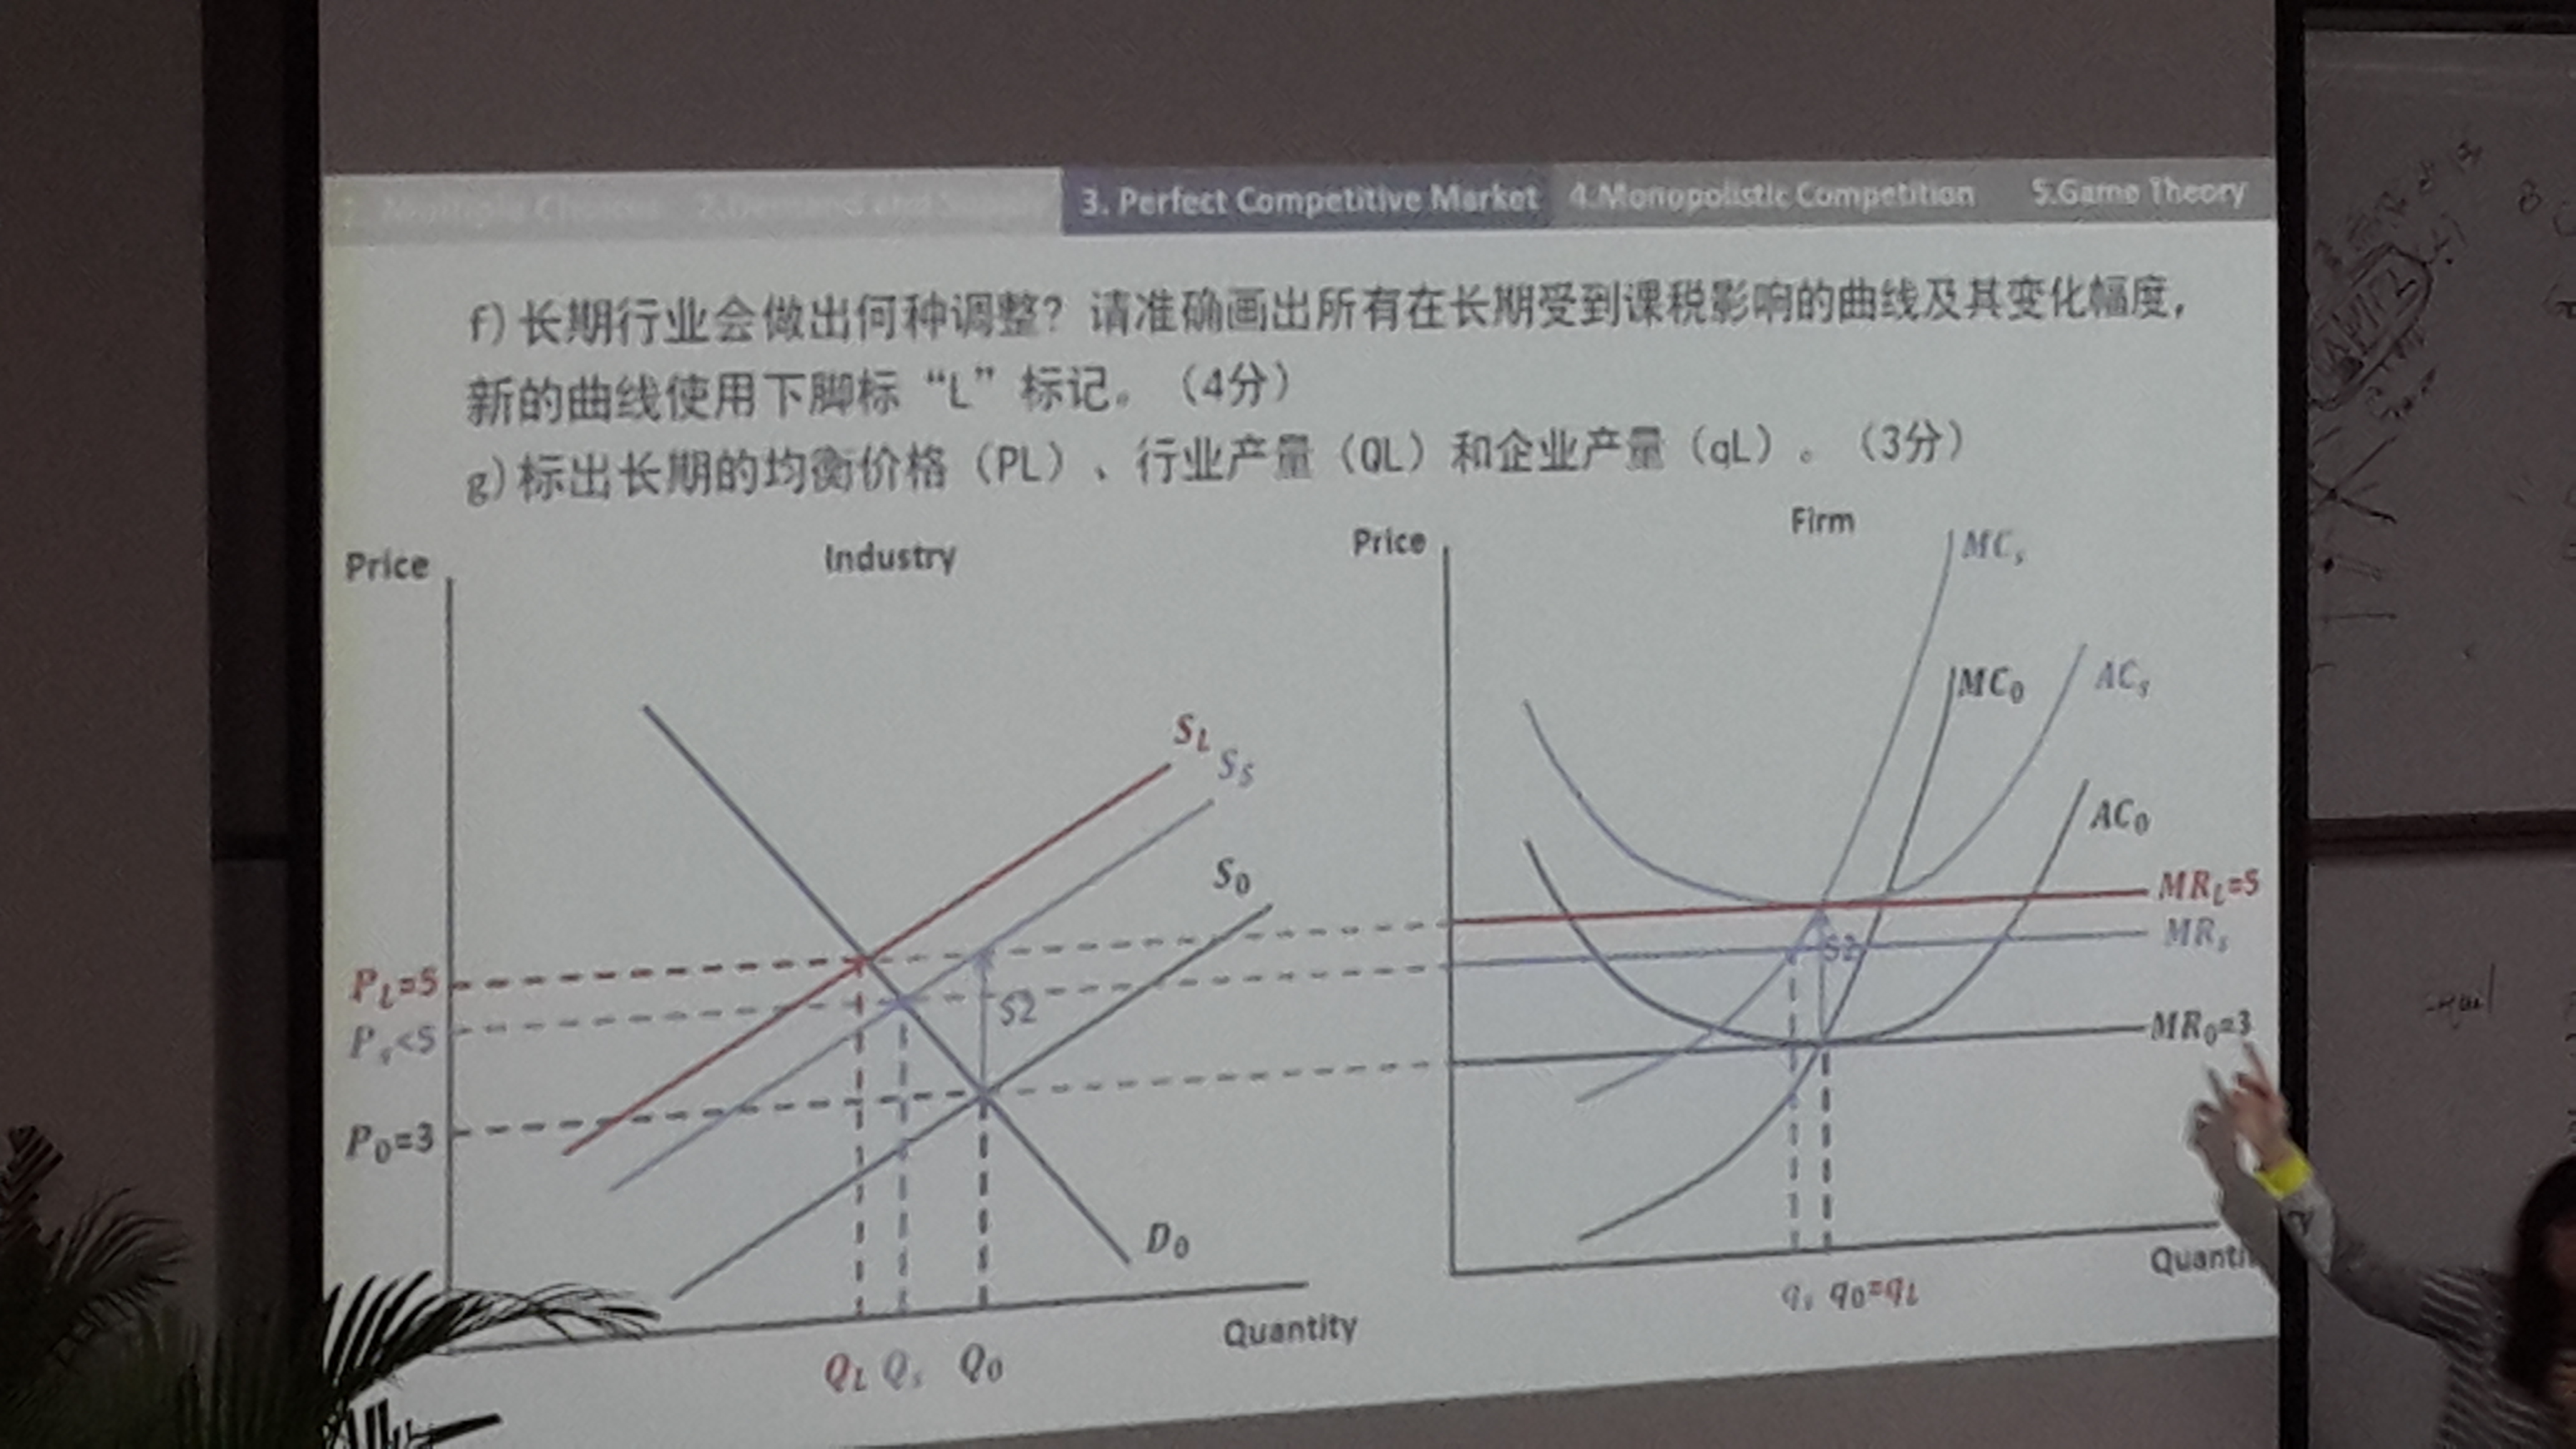 3. Perfect Competitive Market 4.Monopolistic Competition 5.Game Theory
f) 长期行业会做出何种调整？请准确画出所有在长期受到课税影响的曲线及其变化幅度，
新的曲线使用下脚标“L”标记。（4分）
g) 标出长期的均衡价格（PL）、行业产量（QL）和企业产量（qL）。（3分）
Price
Industry
S_L
S_S
S_0
P_L=5
P_s<5
P_0=3
$2
D_0
Q_L Q_s Q_0
Quantity
Price
Firm
MC_s
MC_0
AC_s
AC_0
MR_L=5
MR_s
MR_0=3
$2
q_s q_0=q_L